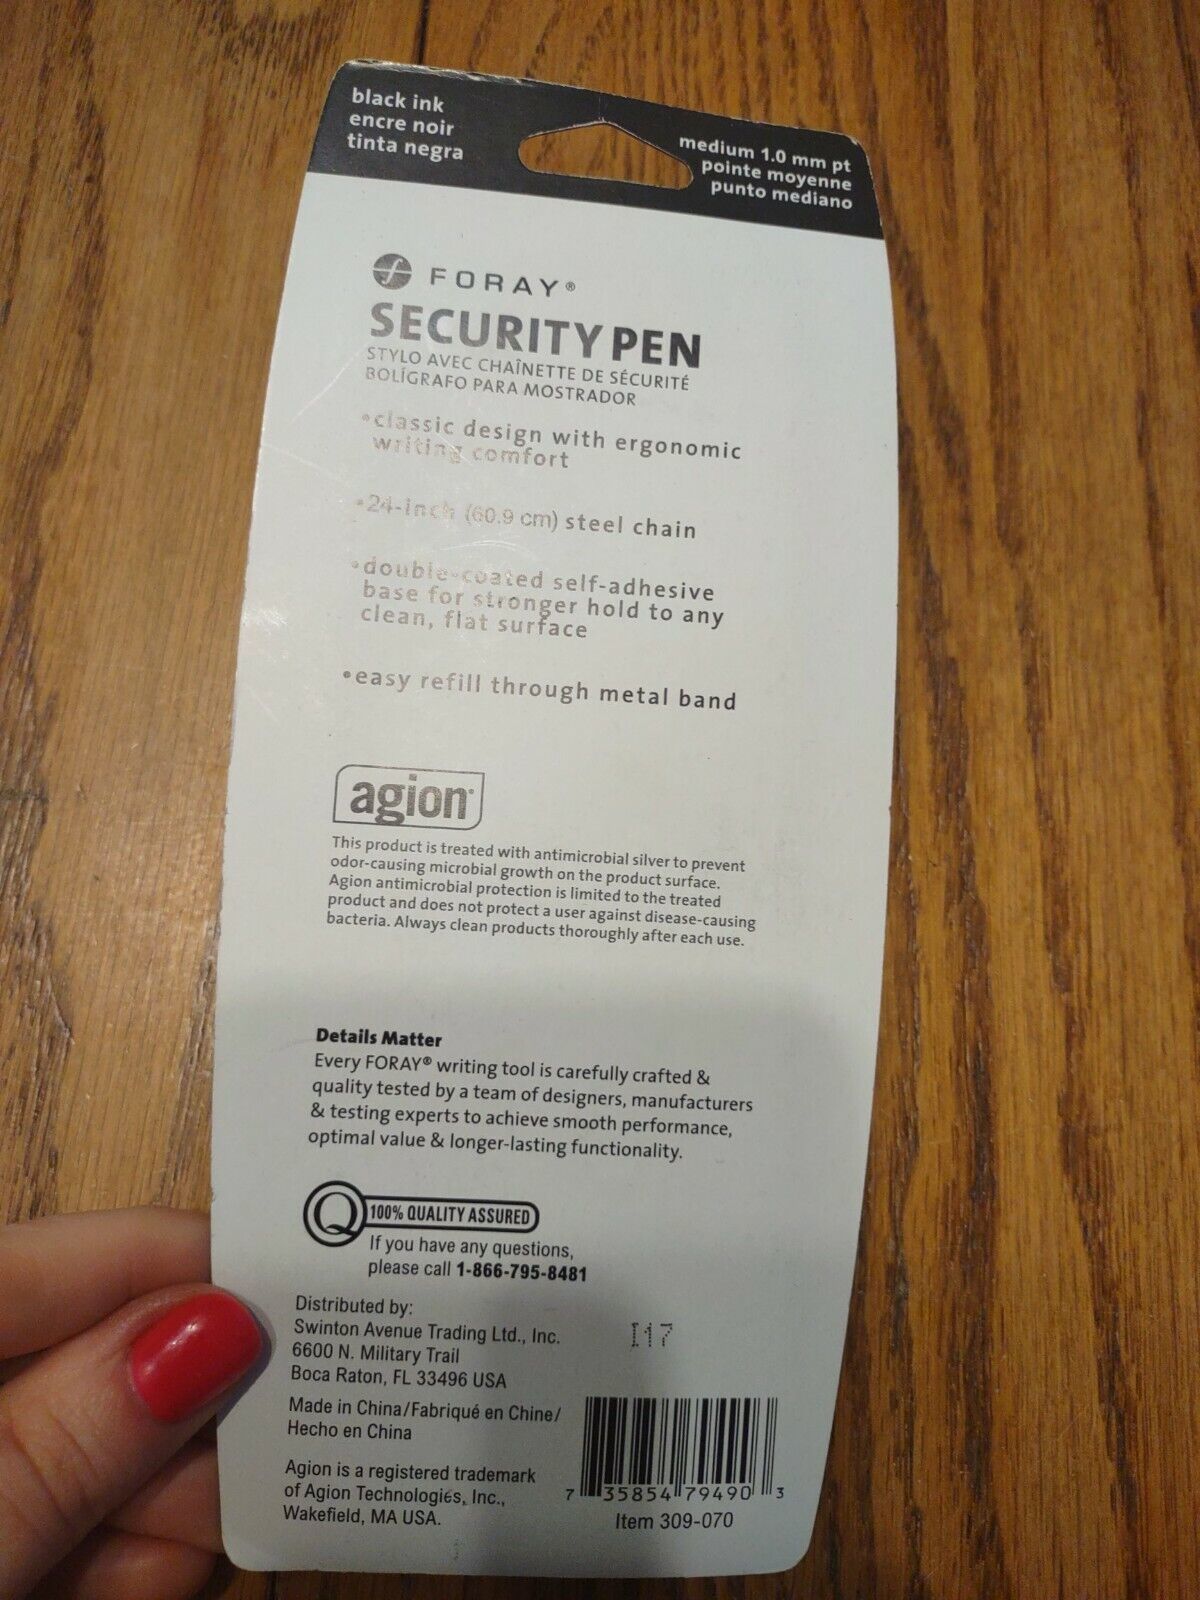 black ink
encre noir
tinta negra
medium 1.0 mm pt
pointe moyenne
punto mediano
FORAY®
SECURITY PEN
STYLO AVEC CHAÎNETTE DE SÉCURITÉ
BOLÍGRAFO PARA MOSTRADOR
•classic design with ergonomic
writing comfort
•24-inch (60.9 cm) steel chain
•double-coated self-adhesive
base for stronger hold to any
clean, flat surface
•easy refill through metal band
agion
This product is treated with antimicrobial silver to prevent
odor-causing microbial growth on the product surface.
Agion antimicrobial protection is limited to the treated
product and does not protect a user against disease-causing
bacteria. Always clean products thoroughly after each use.
Details Matter
Every FORAY® writing tool is carefully crafted &
quality tested by a team of designers, manufacturers
& testing experts to achieve smooth performance,
optimal value & longer-lasting functionality.
Q 100% QUALITY ASSURED
If you have any questions,
please call 1-866-795-8481
Distributed by:
Swinton Avenue Trading Ltd., Inc.
6600 N. Military Trail
Boca Raton, FL 33496 USA
I17
Made in China/Fabriqué en Chine/
Hecho en China
Agion is a registered trademark
of Agion Technologies, Inc.,
Wakefield, MA USA.
7 35854 79490 3
Item 309-070